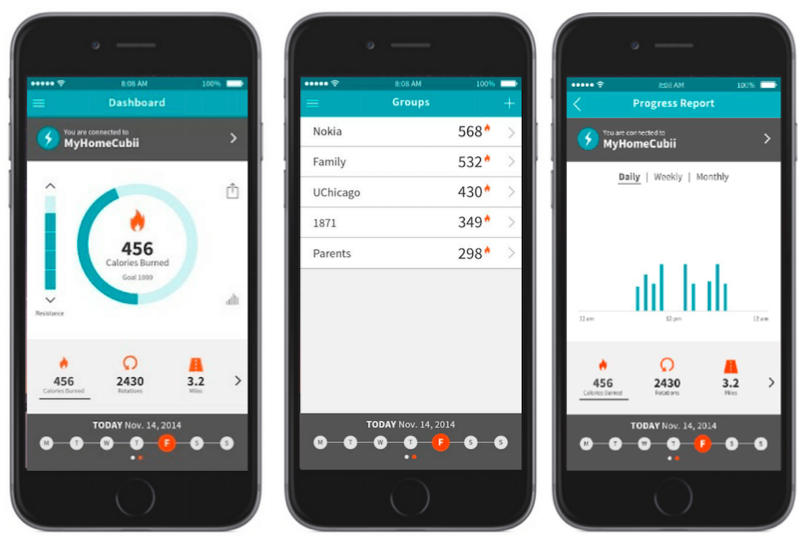 8:08 AM 100%
Dashboard
You are connected to
MyHomeCubii
456
Calories Burned
Goal 1000
Resistance
456 2430 3.2
Calories Burned Rotations Miles
TODAY Nov. 14, 2014
M T W T F S S
8:08 AM 100%
Groups +
Nokia 568
Family 532
UChicago 430
1871 349
Parents 298
TODAY Nov. 14, 2014
M T W T F S S
8:08 AM 100%
Progress Report
You are connected to
MyHomeCubii
Daily | Weekly | Monthly
12 am 12 pm 12 am
456 2430 3.2
Calories Burned Rotations Miles
TODAY Nov. 14, 2014
M T W T F S S